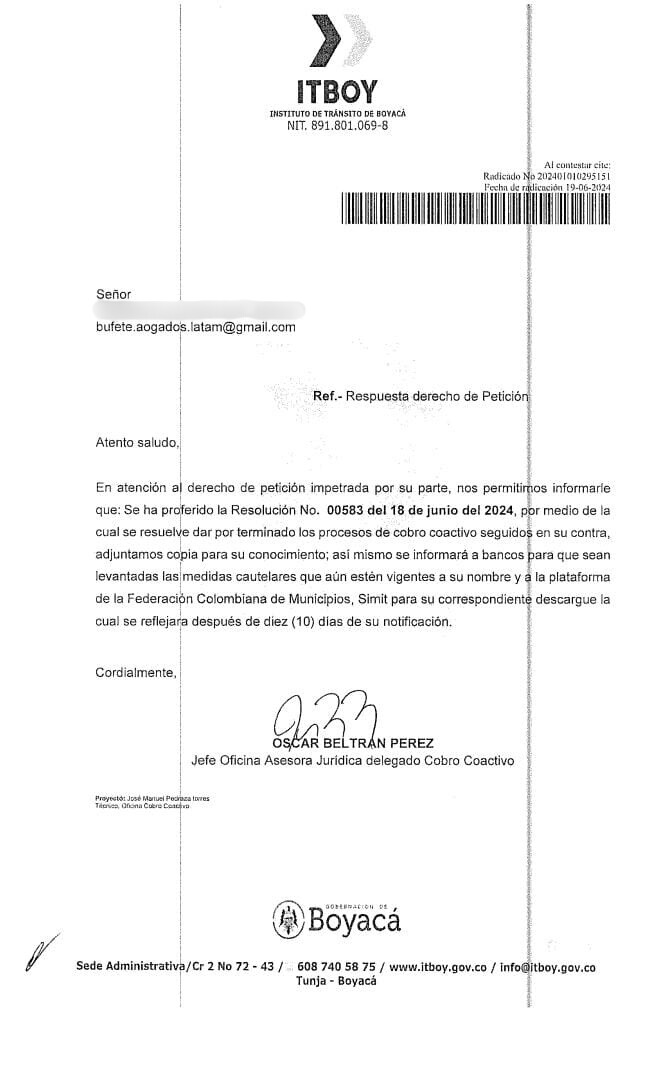 ITBOY
INSTITUTO DE TRÁNSITO DE BOYACÁ
NIT. 891.801.069-8
Al contestar cite:
Radicado No 202401010295151
Fecha de radicación 19-06-2024
Señor
bufete.aogados.latam@gmail.com
Ref.- Respuesta derecho de Petición
Atento saludo,
En atención al derecho de petición impetrada por su parte, nos permitimos informarle
que: Se ha proferido la Resolución No. 00583 del 18 de junio del 2024, por medio de la
cual se resuelve dar por terminado los procesos de cobro coactivo seguidos en su contra,
adjuntamos copia para su conocimiento; asi mismo se informará a bancos para que sean
levantadas las medidas cautelares que aún estén vigentes a su nombre y a la plataforma
de la Federación Colombiana de Municipios, Simit para su correspondiente descargue la
cual se reflejara después de diez (10) días de su notificación.
Cordialmente,
OSCAR BELTRAN PEREZ
Jefe Oficina Asesora Jurídica delegado Cobro Coactivo
Proyectó: José Manuel Pedraza torres
Técnico, Oficina Cobro Coactivo
GOBERNACIÓN DE
Boyacá
Sede Administrativa/Cr 2 No 72 - 43 / 608 740 58 75 / www.itboy.gov.co / info@itboy.gov.co
Tunja - Boyacá